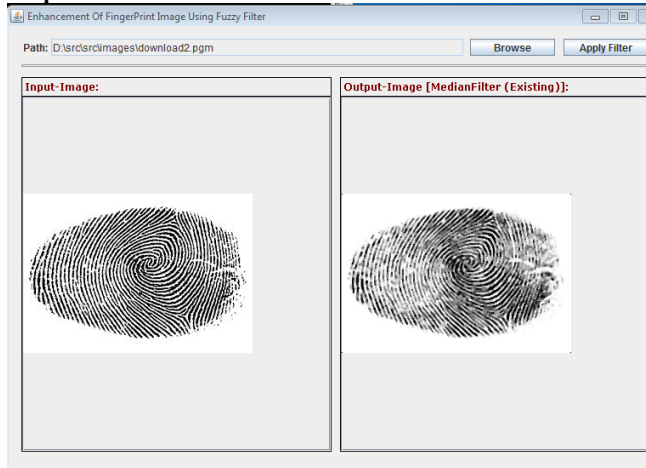 Enhancement Of FingerPrint Image Using Fuzzy Filter
Path: D:\src\src\images\download2.pgm Browse Apply Filter
Input-Image: Output-Image [MedianFilter (Existing)]: